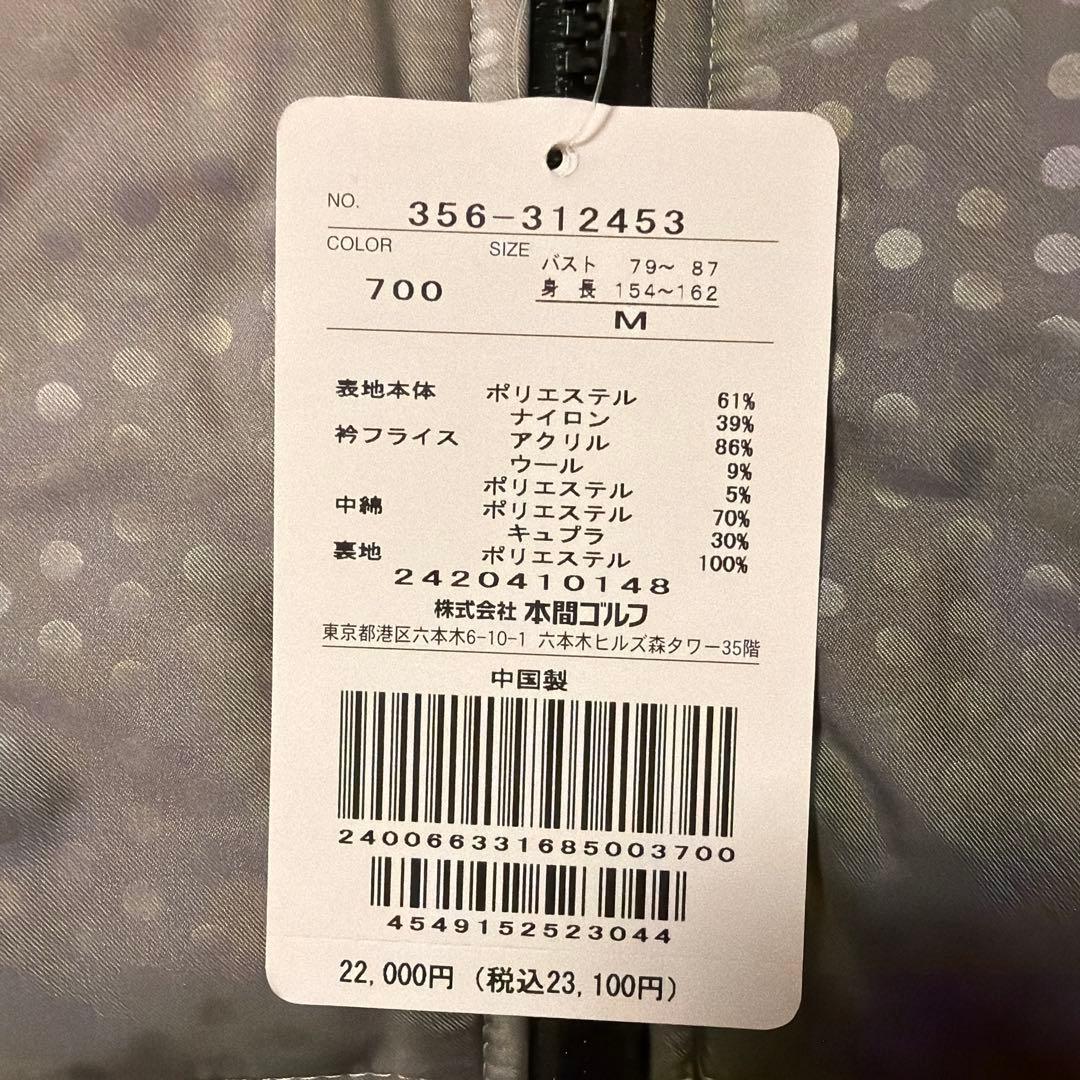 NO. 356-312453
COLOR SIZE バスト 79~ 87
700 身長 154~162
M
表地本体 ポリエステル 61%
ナイロン 39%
衿フライス アクリル 86%
ウール 9%
ポリエステル 5%
中綿 ポリエステル 70%
キュプラ 30%
裏地 ポリエステル 100%
2420410148
株式会社 本間ゴルフ
東京都港区六本木6-10-1 六本木ヒルズ森タワー35階
中国製
2400663316850037​00
4549152523044
22,000円 (税込23,100円)